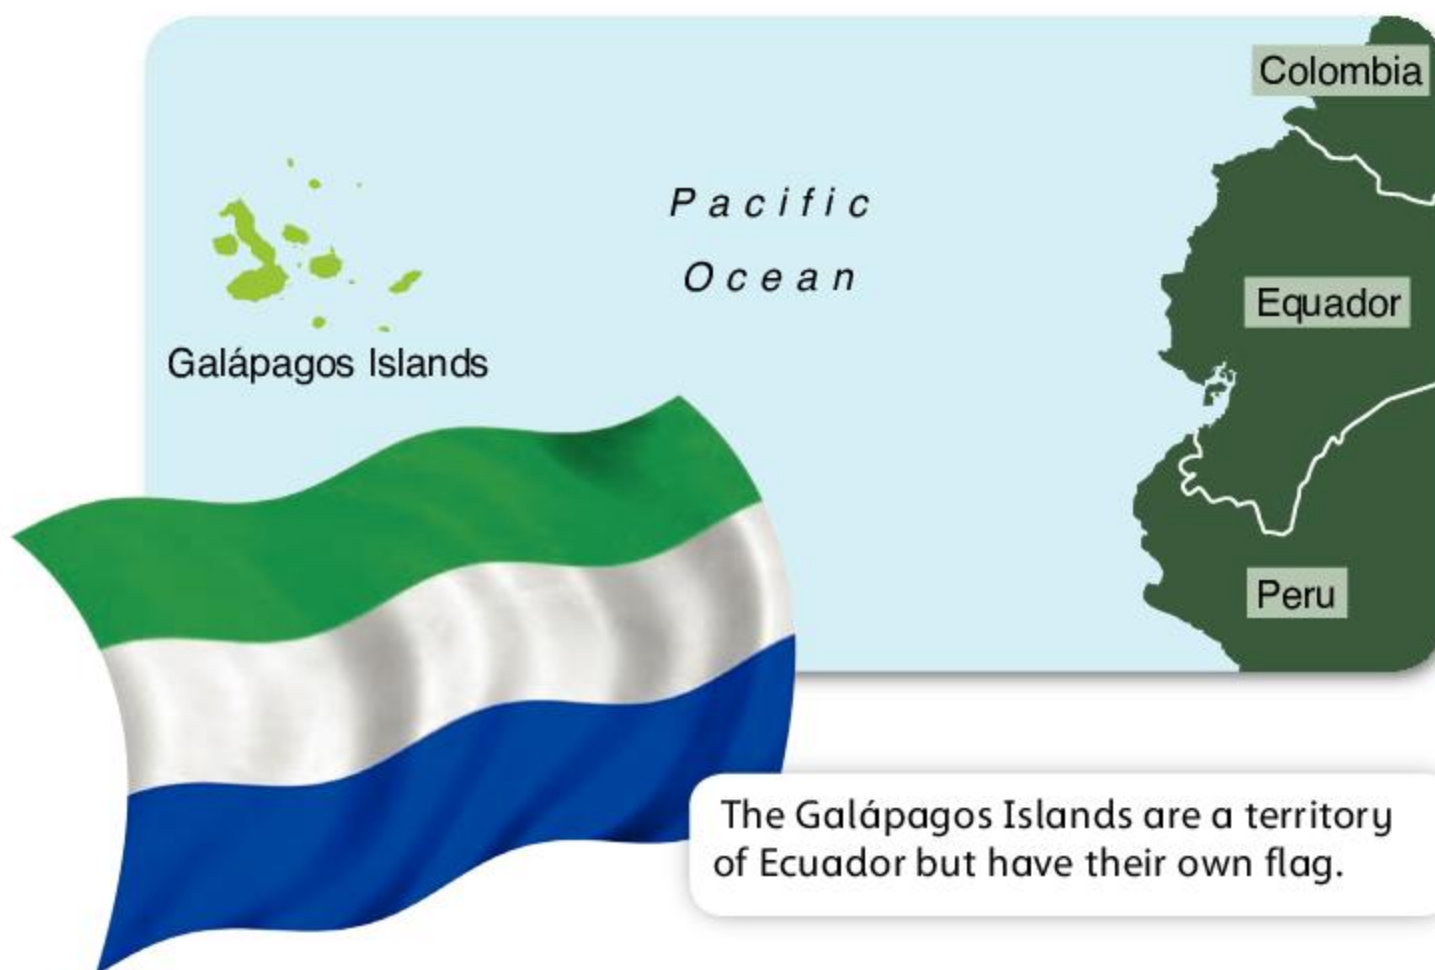 Colombia
Pacific
Ocean
Equador
Galápagos Islands
Peru
The Galápagos Islands are a territory
of Ecuador but have their own flag.